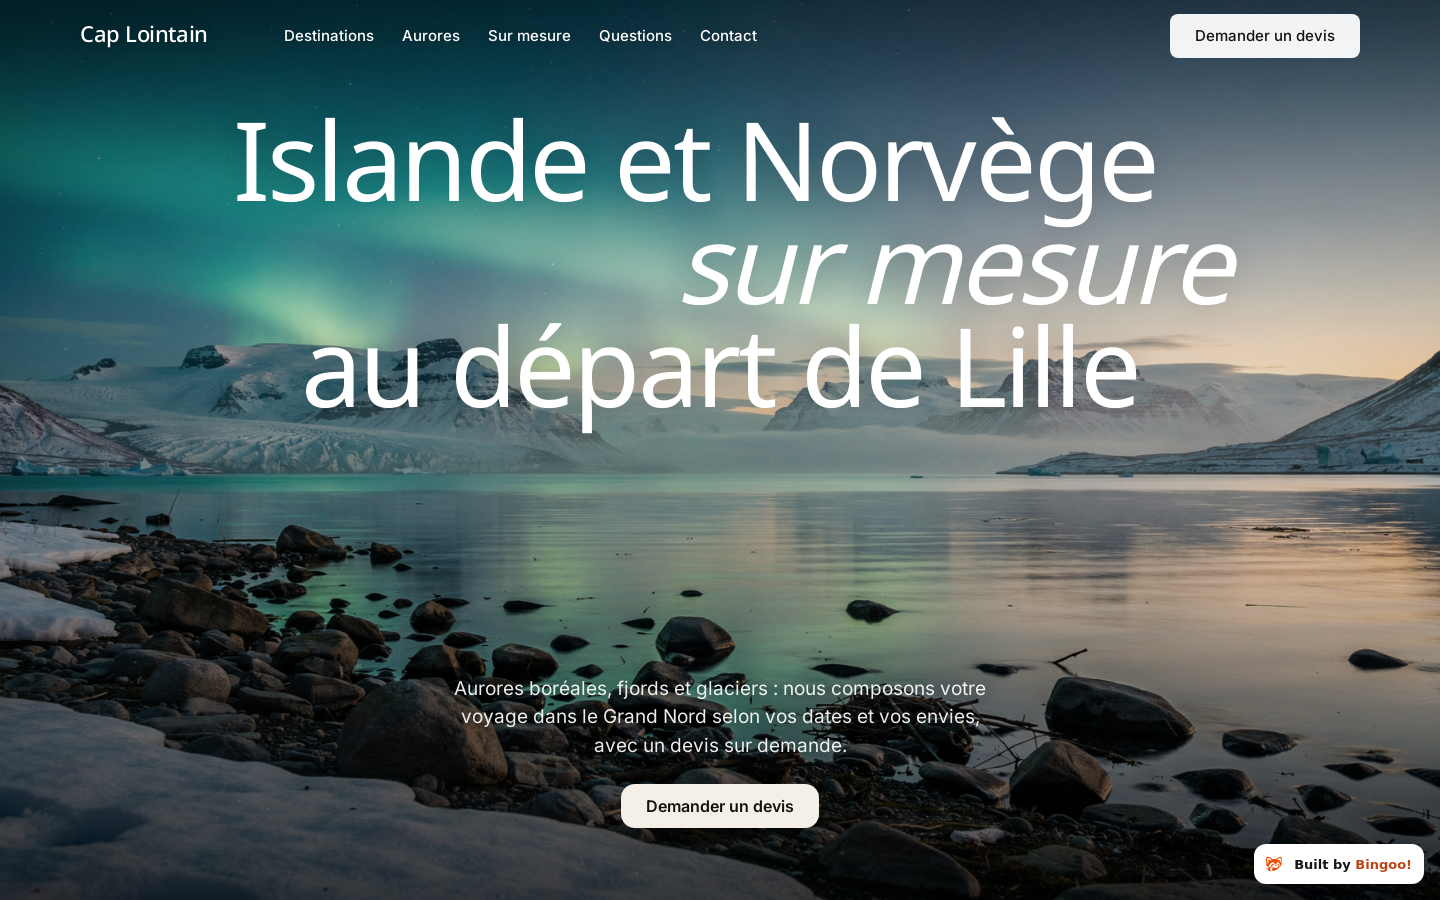 Cap Lointain
Destinations
Aurores
Sur mesure
Questions
Contact
Demander un devis
Islande et Norvège
sur mesure
au départ de Lille
Aurores boréales, fjords et glaciers : nous composons votre
voyage dans le Grand Nord selon vos dates et vos envies,
avec un devis sur demande.
Demander un devis
Built by Bingoo!